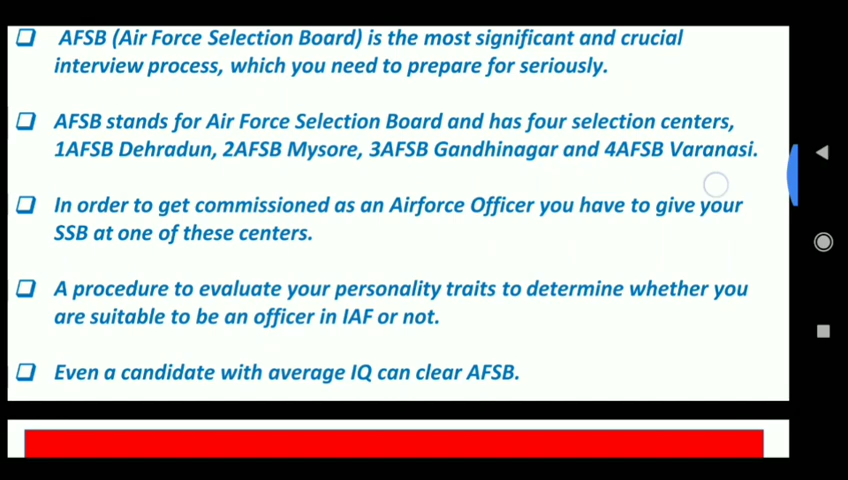 AFSB (Air Force Selection Board) is the most significant and crucial
interview process, which you need to prepare for seriously.
AFSB stands for Air Force Selection Board and has four selection centers,
1AFSB Dehradun, 2AFSB Mysore, 3AFSB Gandhinagar and 4AFSB Varanasi.
In order to get commissioned as an Airforce Officer you have to give your
SSB at one of these centers.
A procedure to evaluate your personality traits to determine whether you
are suitable to be an officer in IAF or not.
Even a candidate with average IQ can clear AFSB.